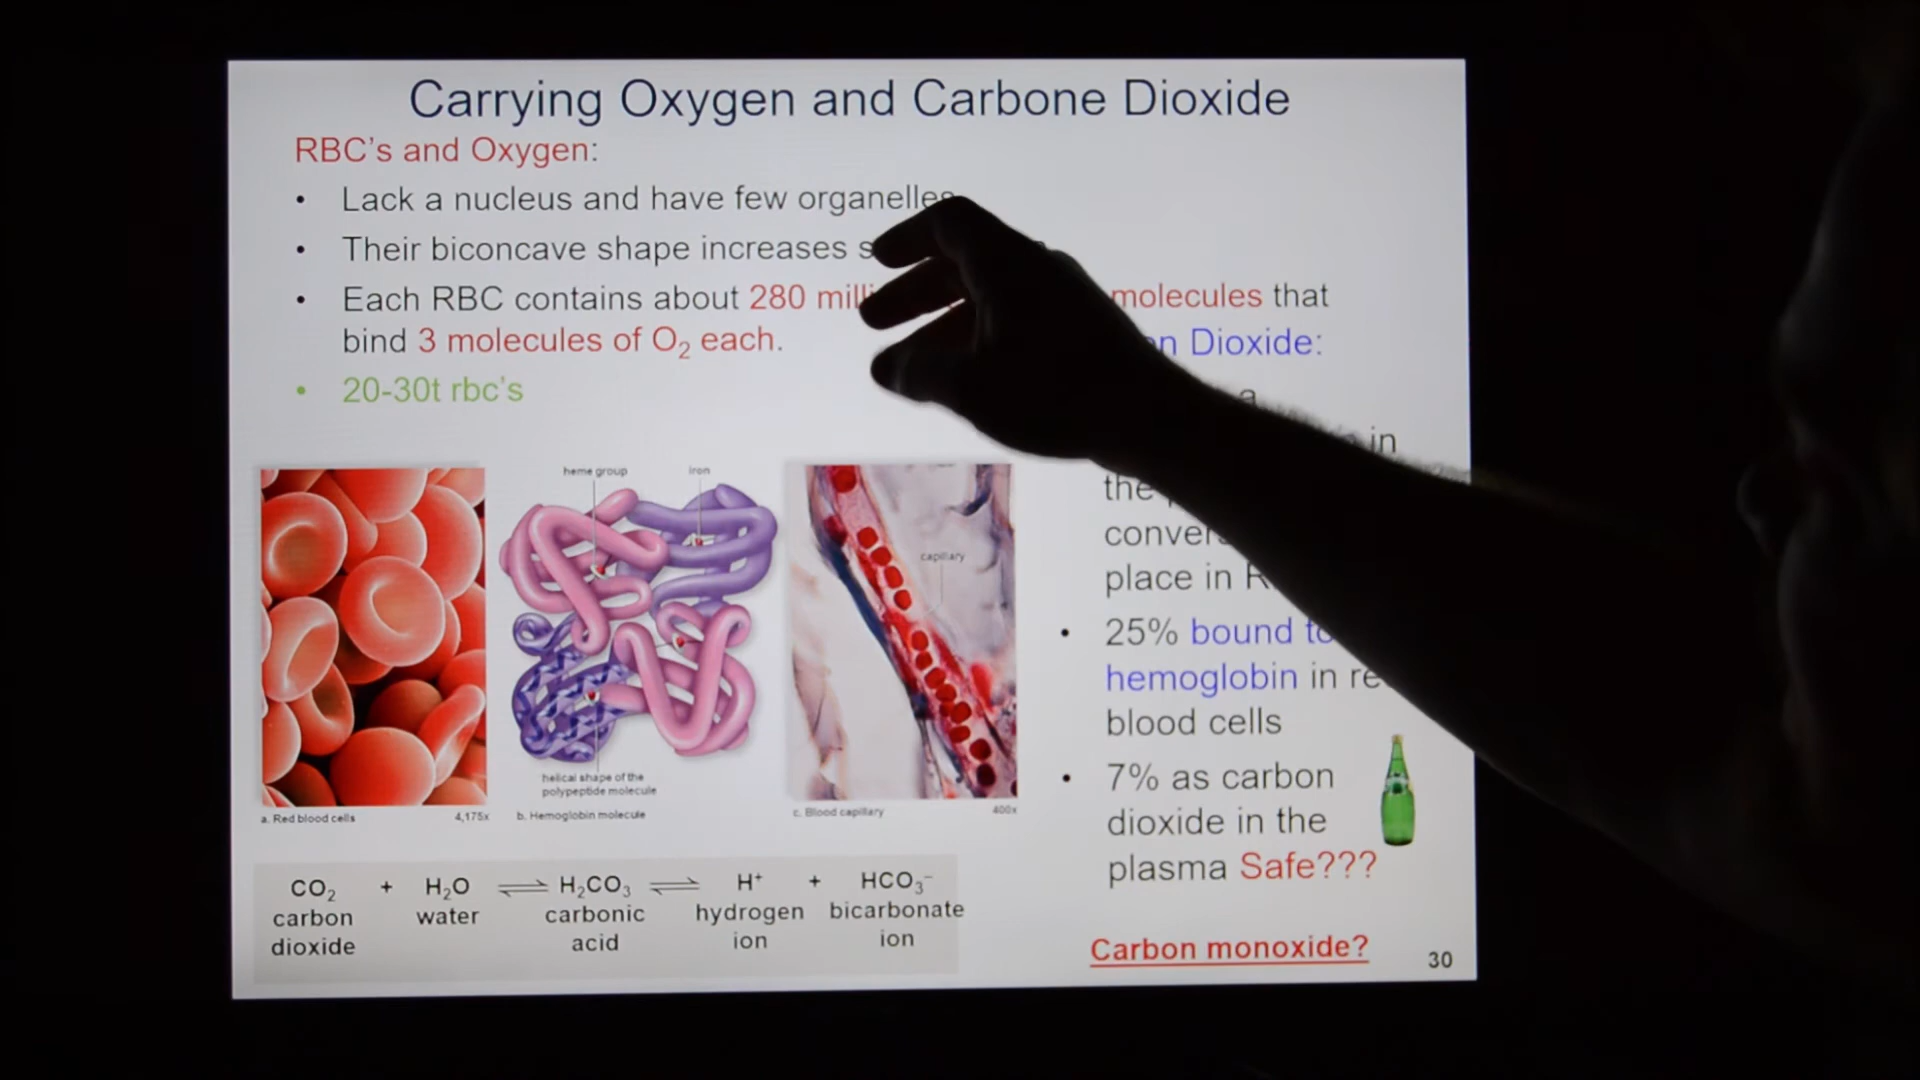 Carrying Oxygen and Carbone Dioxide
RBC's and Oxygen:
• Lack a nucleus and have few organelles
• Their biconcave shape increases
• Each RBC contains about 280 molecules that
bind 3 molecules of O₂ each.
• 20-30t rbc's
Dioxide:
a
in
the
place in
• 25% bound to
hemoglobin in
blood cells
• 7% as carbon
dioxide in the
plasma Safe???
heme group
iron
capillary
helical shape of the
polypeptide molecule
a. Red blood cells 4,175x
b. Hemoglobin molecule
c. Blood capillary 400x
CO₂ + H₂O ⇌ H₂CO₃ ⇌ H⁺ + HCO₃⁻
carbon water carbonic hydrogen bicarbonate
dioxide acid ion ion
Carbon monoxide?
30